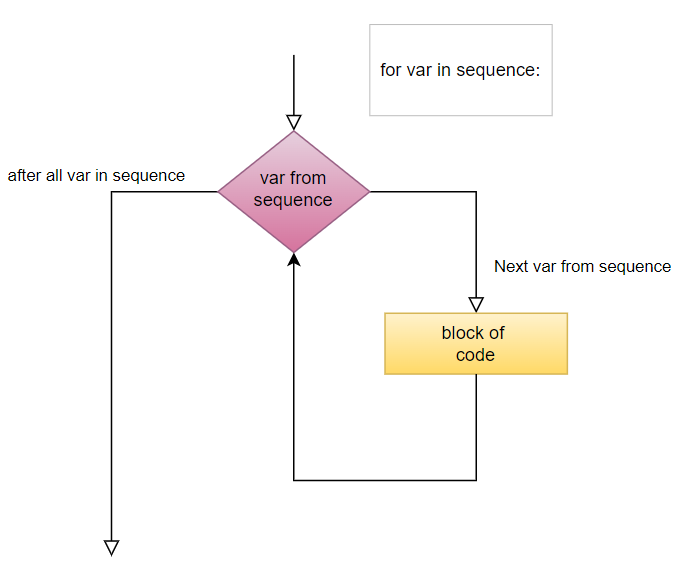 for var in sequence:
after all var in sequence
var from
sequence
Next var from sequence
block of
code